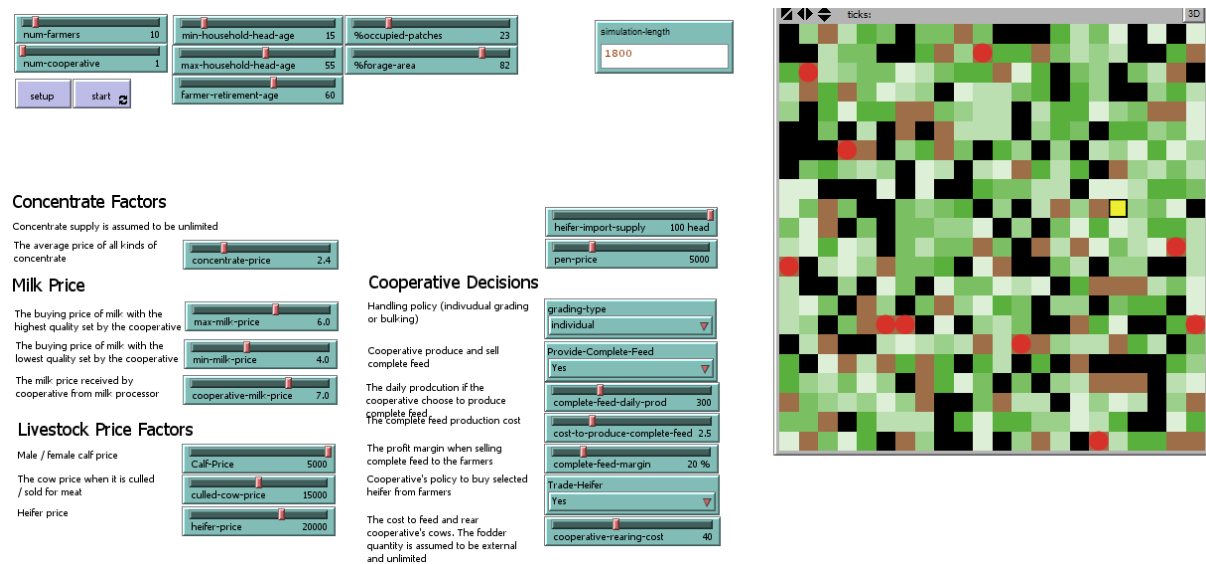 num-farmers 10
num-cooperative 1
setup
start
min-household-head-age 15
max-household-head-age 55
farmer-retirement-age 60
%occupied-patches 23
%forage-area 82
simulation-length
1800
ticks:
3D
Concentrate Factors
Concentrate supply is assumed to be unlimited
The average price of all kinds of
concentrate
concentrate-price 2.4
Milk Price
The buying price of milk with the
highest quality set by the cooperative
max-milk-price 6.0
The buying price of milk with the
lowest quality set by the cooperative
min-milk-price 4.0
The milk price received by
cooperative from milk processor
cooperative-milk-price 7.0
Livestock Price Factors
Male / female calf price
Calf-Price 5000
The cow price when it is culled
/ sold for meat
culled-cow-price 15000
Heifer price
heifer-price 20000
heifer-import-supply 100 head
pen-price 5000
Cooperative Decisions
Handling policy (indivudual grading
or bulking)
grading-type
individual
Cooperative produce and sell
complete feed
Provide-Complete-Feed
Yes
The daily prodcution if the
cooperative choose to produce
complete feed
complete-feed-daily-prod 300
The complete feed production cost
cost-to-produce-complete-feed 2.5
The profit margin when selling
complete feed to the farmers
complete-feed-margin 20 %
Cooperative's policy to buy selected
heifer from farmers
Trade-Heifer
Yes
The cost to feed and rear
cooperative's cows. The fodder
quantity is assumed to be external
and unlimited
cooperative-rearing-cost 40